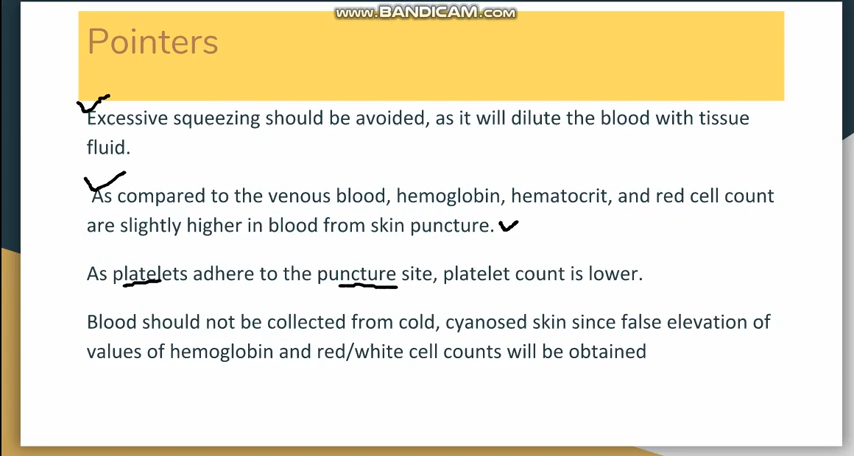 www.BANDICAM.com
Pointers
Excessive squeezing should be avoided, as it will dilute the blood with tissue
fluid.
As compared to the venous blood, hemoglobin, hematocrit, and red cell count
are slightly higher in blood from skin puncture.
As platelets adhere to the puncture site, platelet count is lower.
Blood should not be collected from cold, cyanosed skin since false elevation of
values of hemoglobin and red/white cell counts will be obtained